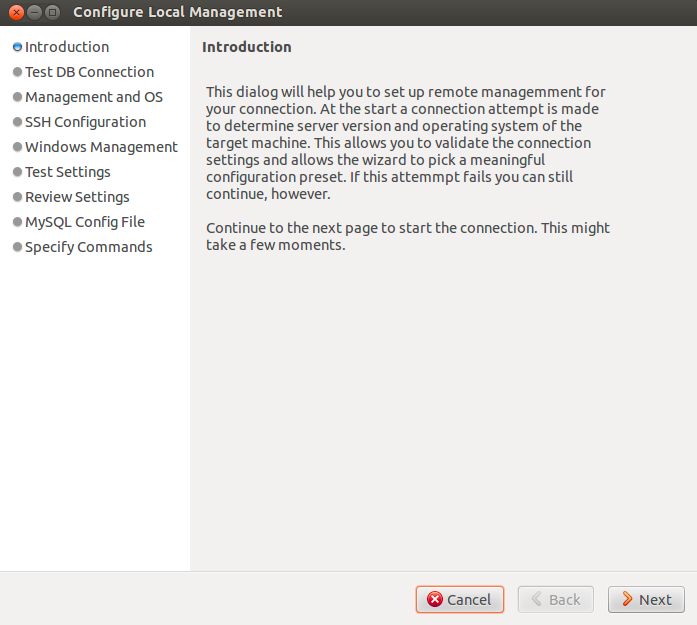 Configure Local Management
Introduction
Test DB Connection
Management and OS
SSH Configuration
Windows Management
Test Settings
Review Settings
MySQL Config File
Specify Commands
Introduction
This dialog will help you to set up remote managemment for
your connection. At the start a connection attempt is made
to determine server version and operating system of the
target machine. This allows you to validate the connection
settings and allows the wizard to pick a meaningful
configuration preset. If this attemmpt fails you can still
continue, however.
Continue to the next page to start the connection. This might
take a few moments.
Cancel
Back
Next